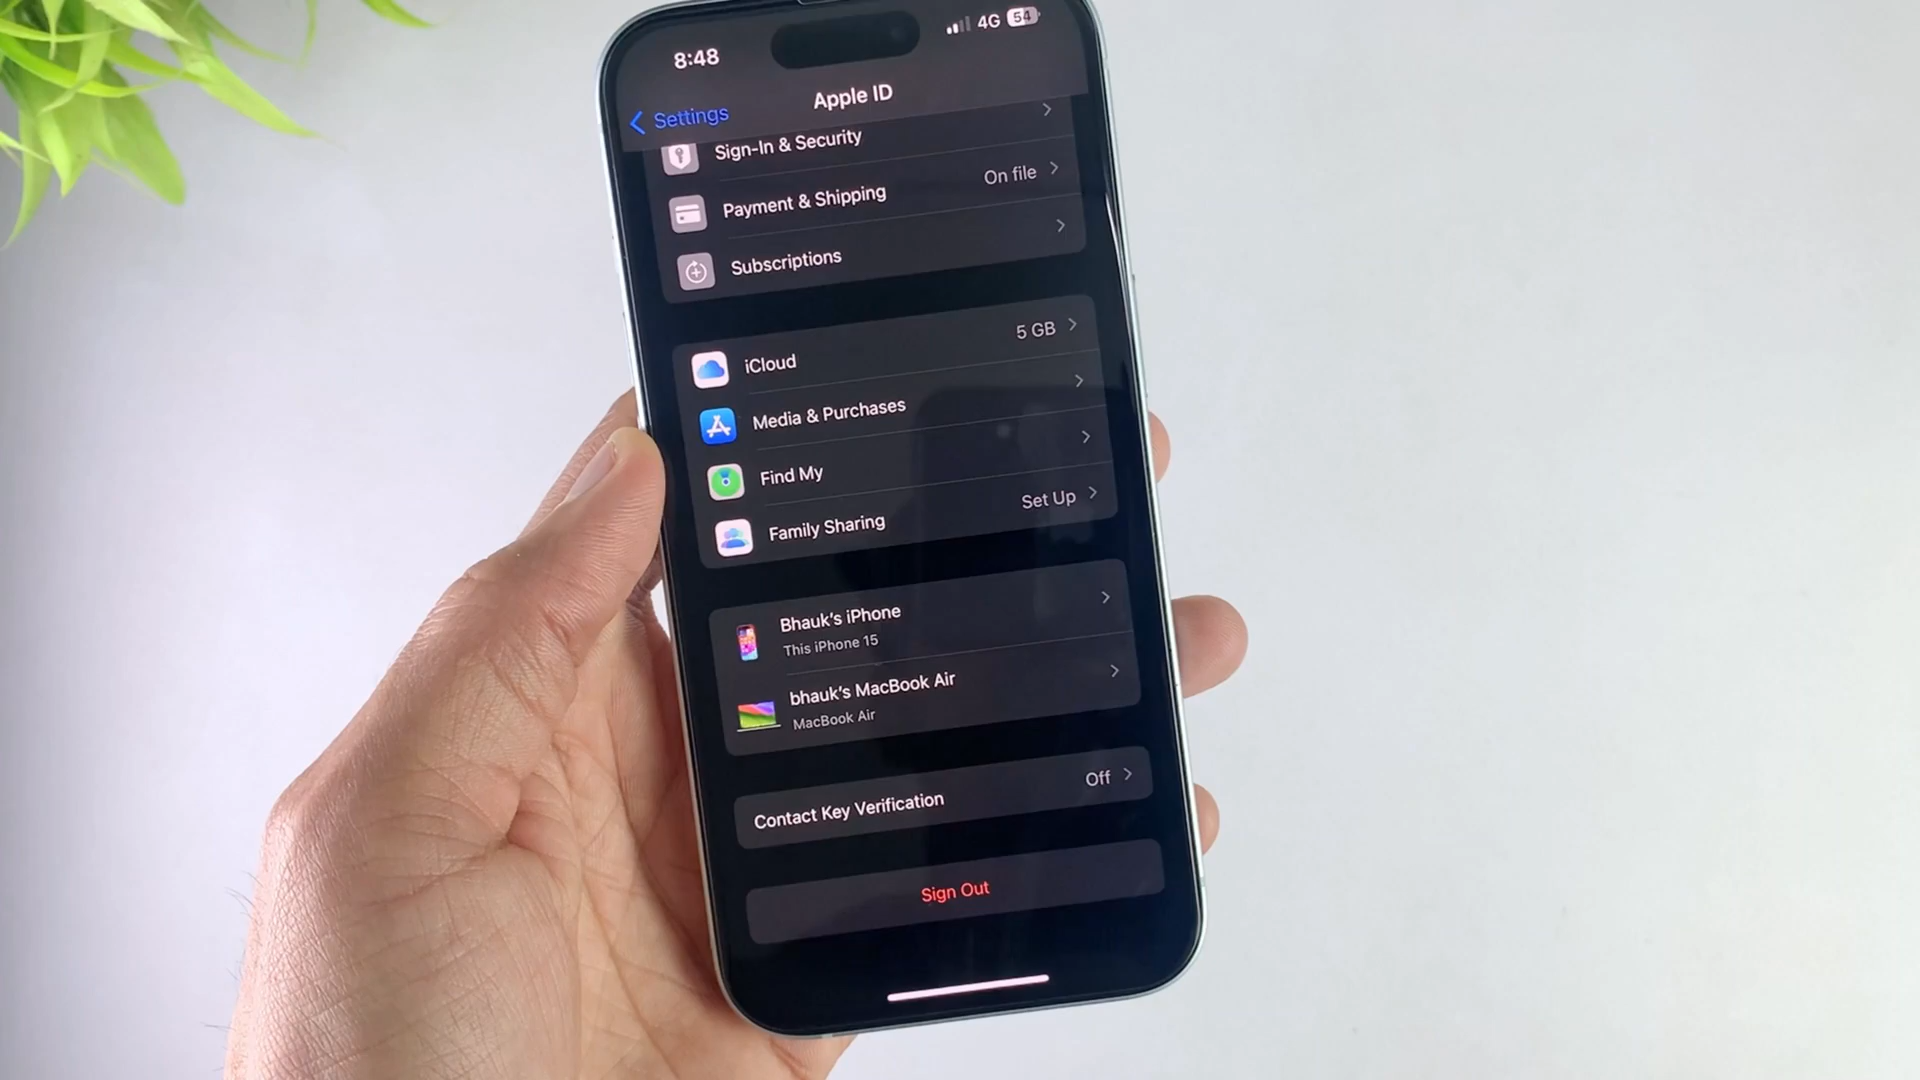 8:48
4G 54
Settings
Apple ID
Sign-In & Security
Payment & Shipping On file
Subscriptions
iCloud 5 GB
Media & Purchases
Find My
Family Sharing Set Up
Bhauk's iPhone
This iPhone 15
bhauk's MacBook Air
MacBook Air
Contact Key Verification Off
Sign Out